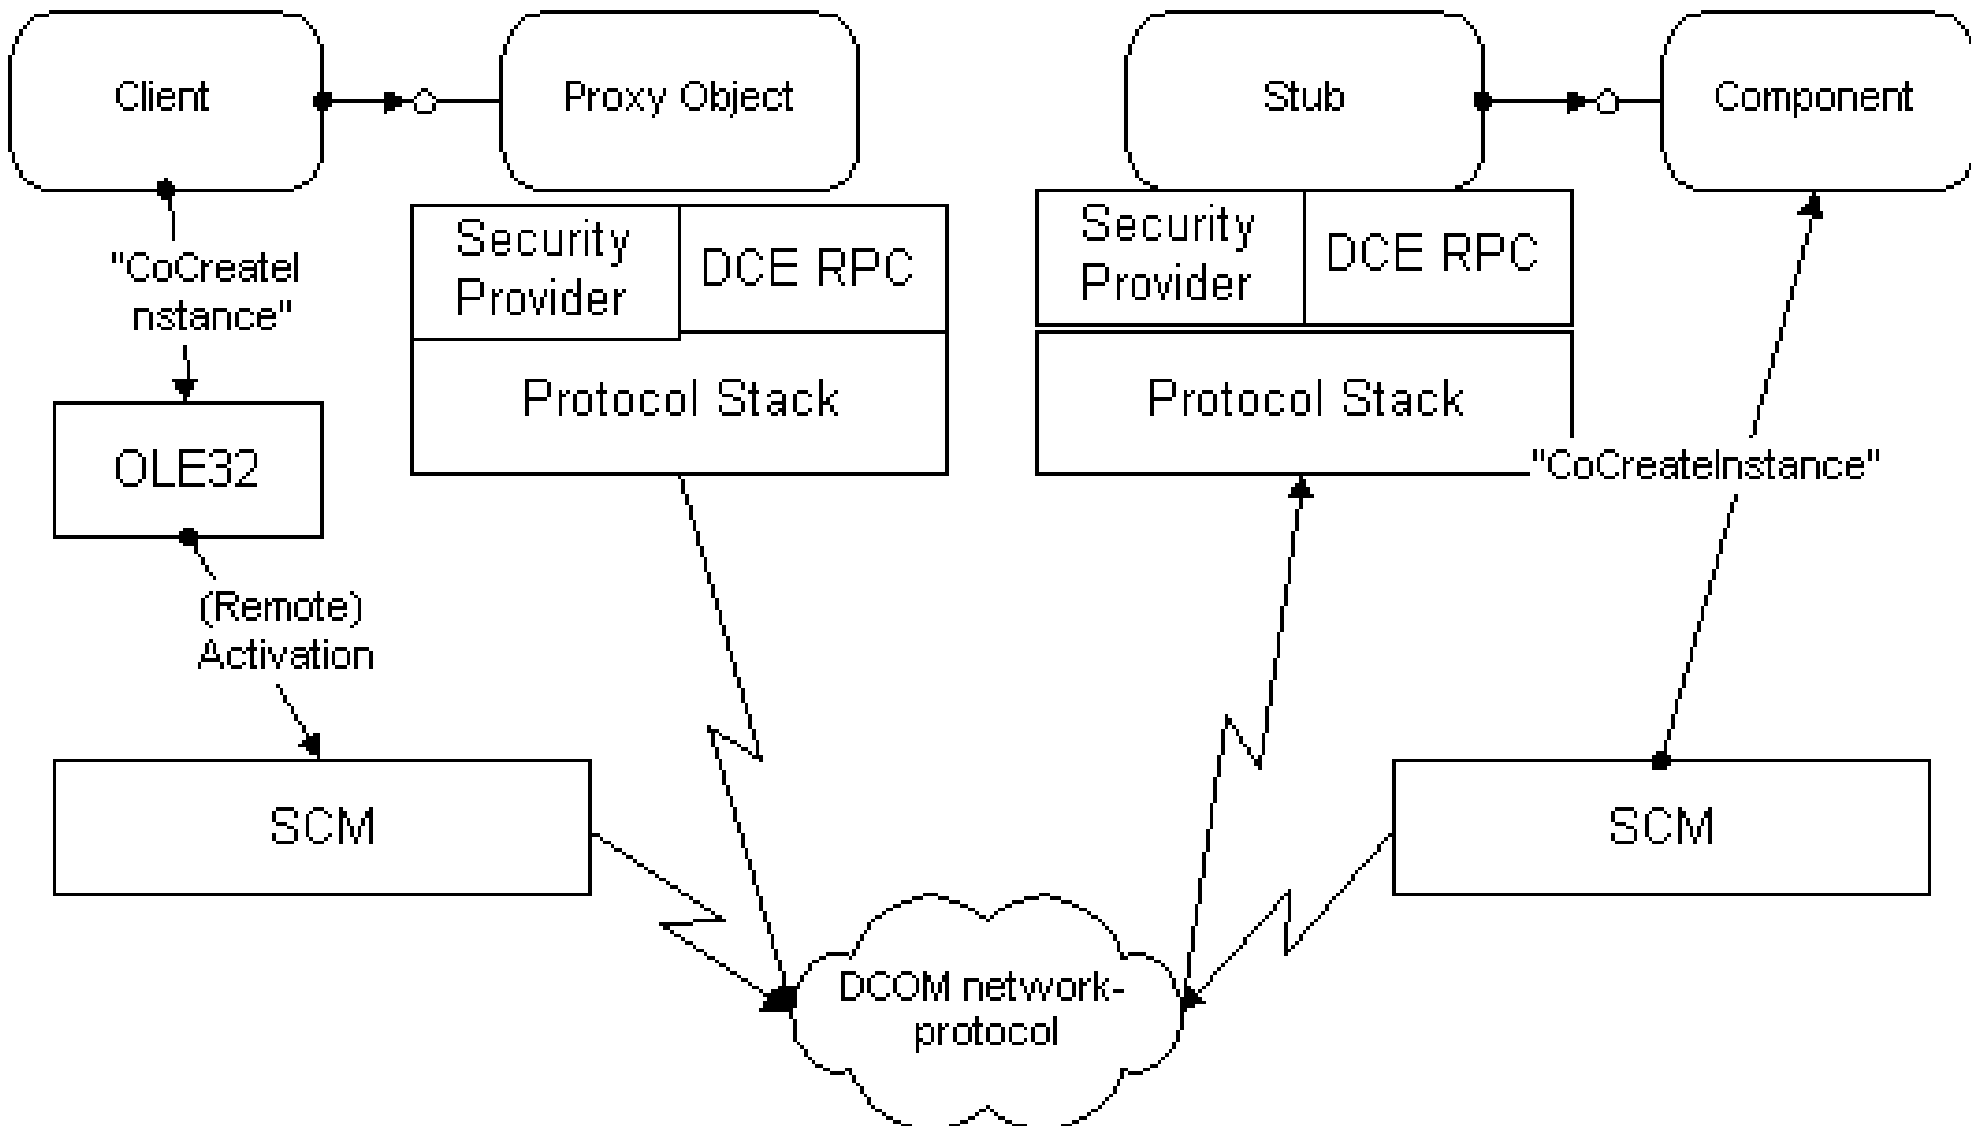 Client
Proxy Object
Stub
Component
"CoCreateI
nstance"
Security
Provider
DCE RPC
Security
Provider
DCE RPC
Protocol Stack
Protocol Stack
OLE32
"CoCreateInstance"
(Remote)
Activation
SCM
SCM
DCOM network-
protocol